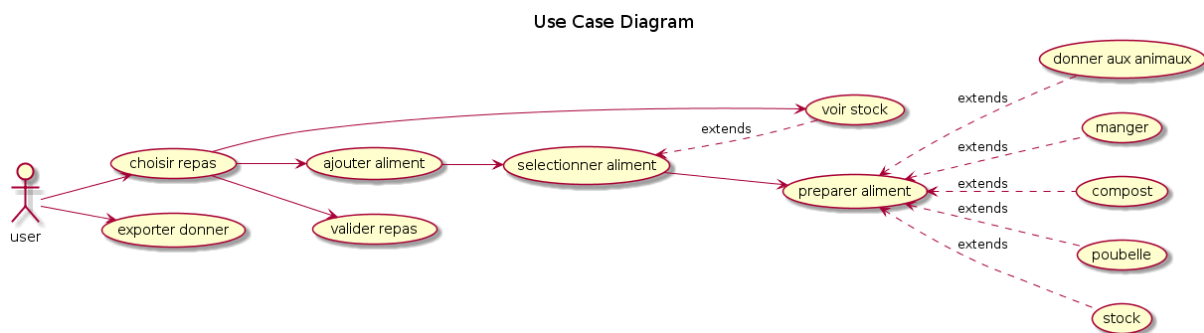 Use Case Diagram
donner aux animaux
extends
voir stock
extends
manger
extends
choisir repas
ajouter aliment
selectionner aliment
preparer aliment
extends
compost
extends
user
exporter donner
valider repas
extends
poubelle
stock